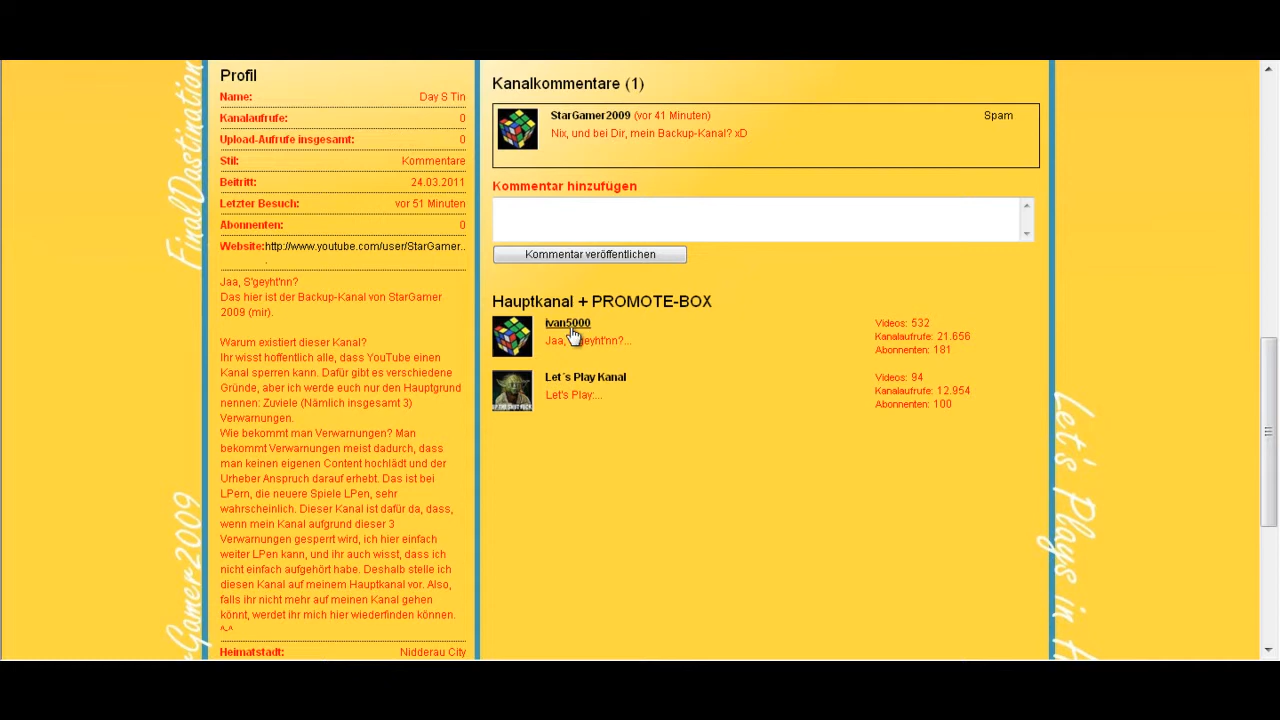 Profil
Name: Day S Tin
Kanalaufrufe: 0
Upload-Aufrufe insgesamt: 0
Stil: Kommentare
Beitritt: 24.03.2011
Letzter Besuch: vor 51 Minuten
Abonnenten: 0
Website:http://www.youtube.com/user/StarGamer...
Jaa, S'geyht'nn?
Das hier ist der Backup-Kanal von StarGamer
2009 (mir).
Warum existiert dieser Kanal?
Ihr wisst hoffentlich alle, dass YouTube einen
Kanal sperren kann. Dafür gibt es verschiedene
Gründe, aber ich werde euch nur den Hauptgrund
nennen: Zuviele (Nämlich insgesamt 3)
Verwarnungen.
Wie bekommt man Verwarnungen? Man
bekommt Verwarnungen meist dadurch, dass
man keinen eigenen Content hochlädt und der
Urheber Anspruch darauf erhebt. Das ist bei
LPern, die neuere Spiele LPen, sehr
wahrscheinlich. Dieser Kanal ist dafür da, dass,
wenn mein Kanal aufgrund dieser 3
Verwarnungen gesperrt wird, ich hier einfach
weiter LPen kann, und ihr auch wisst, dass ich
nicht einfach aufgehört habe. Deshalb stelle ich
diesen Kanal auf meinem Hauptkanal vor. Also,
falls ihr nicht mehr auf meinen Kanal gehen
könnt, werdet ihr mich hier wiederfinden können.
^-^
Heimatstadt: Nidderau City
Kanalkommentare (1)
StarGamer2009 (vor 41 Minuten) Spam
Nix, und bei Dir, mein Backup-Kanal? xD
Kommentar hinzufügen
Kommentar veröffentlichen
Hauptkanal + PROMOTE-BOX
ivan5000
Jaa, S'geyht'nn?...
Videos: 532
Kanalaufrufe: 21.656
Abonnenten: 181
Let´s Play Kanal
Let's Play:...
Videos: 94
Kanalaufrufe: 12.954
Abonnenten: 100
FinalDastination
Gamer2009
Let's Plays in